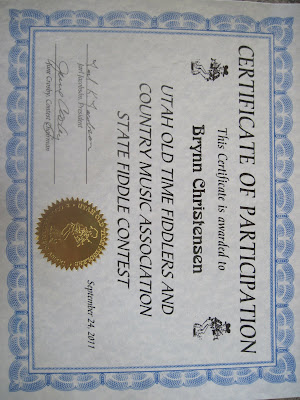 CERTIFICATE OF PARTICIPATION
This Certificate is awarded to
Brynn Christensen
UTAH OLD TIME FIDDLERS AND
COUNTRY MUSIC ASSOCIATION
STATE FIDDLE CONTEST
September 24, 2011
President
Contest Chairman